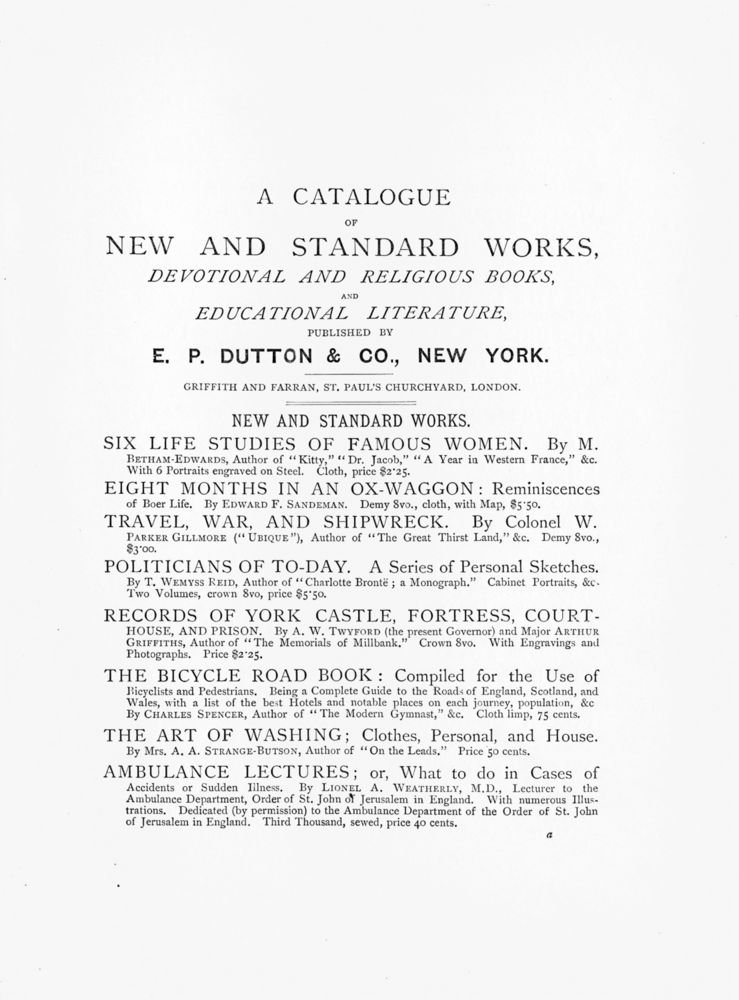 A CATALOGUE
OF
NEW AND STANDARD WORKS,
DEVOTIONAL AND RELIGIOUS BOOKS,
AND
EDUCATIONAL LITERATURE,
PUBLISHED BY
E. P. DUTTON & CO., NEW YORK.
GRIFFITH AND FARRAN, ST. PAUL'S CHURCHYARD, LONDON.
NEW AND STANDARD WORKS.
SIX LIFE STUDIES OF FAMOUS WOMEN. By M.
BETHAM-EDWARDS, Author of "Kitty," "Dr. Jacob," "A Year in Western France," &c.
With 6 Portraits engraved on Steel. Cloth, price $2·25.
EIGHT MONTHS IN AN OX-WAGGON: Reminiscences
of Boer Life. By EDWARD F. SANDEMAN. Demy 8vo., cloth, with Map, $5·50.
TRAVEL, WAR, AND SHIPWRECK. By Colonel W.
PARKER GILLMORE ("UBIQUE"), Author of "The Great Thirst Land," &c. Demy 8vo.,
$3·00.
POLITICIANS OF TO-DAY. A Series of Personal Sketches.
By T. WEMYSS REID, Author of "Charlotte Brontë; a Monograph." Cabinet Portraits, &c.
Two Volumes, crown 8vo, price $5·50.
RECORDS OF YORK CASTLE, FORTRESS, COURT-
HOUSE, AND PRISON. By A. W. TWYFORD (the present Governor) and Major ARTHUR
GRIFFITHS, Author of "The Memorials of Millbank." Crown 8vo. With Engravings and
Photographs. Price $2·25.
THE BICYCLE ROAD BOOK: Compiled for the Use of
Bicyclists and Pedestrians. Being a Complete Guide to the Roads of England, Scotland, and
Wales, with a list of the best Hotels and notable places on each journey, population, &c
By CHARLES SPENCER, Author of "The Modern Gymnast," &c. Cloth limp, 75 cents.
THE ART OF WASHING; Clothes, Personal, and House.
By Mrs. A. A. STRANGE-BUTSON, Author of "On the Leads." Price 50 cents.
AMBULANCE LECTURES; or, What to do in Cases of
Accidents or Sudden Illness. By LIONEL A. WEATHERLY, M.D., Lecturer to the
Ambulance Department, Order of St. John of Jerusalem in England. With numerous Illus-
trations. Dedicated (by permission) to the Ambulance Department of the Order of St. John
of Jerusalem in England. Third Thousand, sewed, price 40 cents.
a